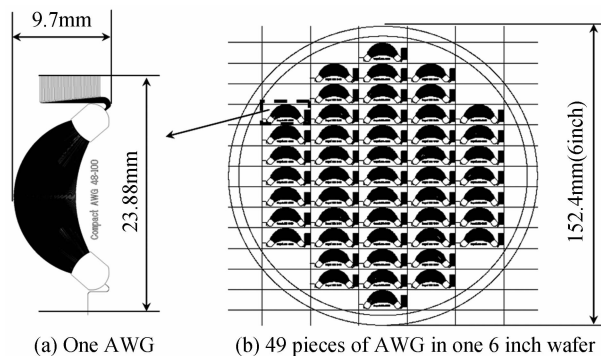 9.7mm
23.88mm
Compact AWG 48-100
152.4mm(6inch)
(a) One AWG
(b) 49 pieces of AWG in one 6 inch wafer